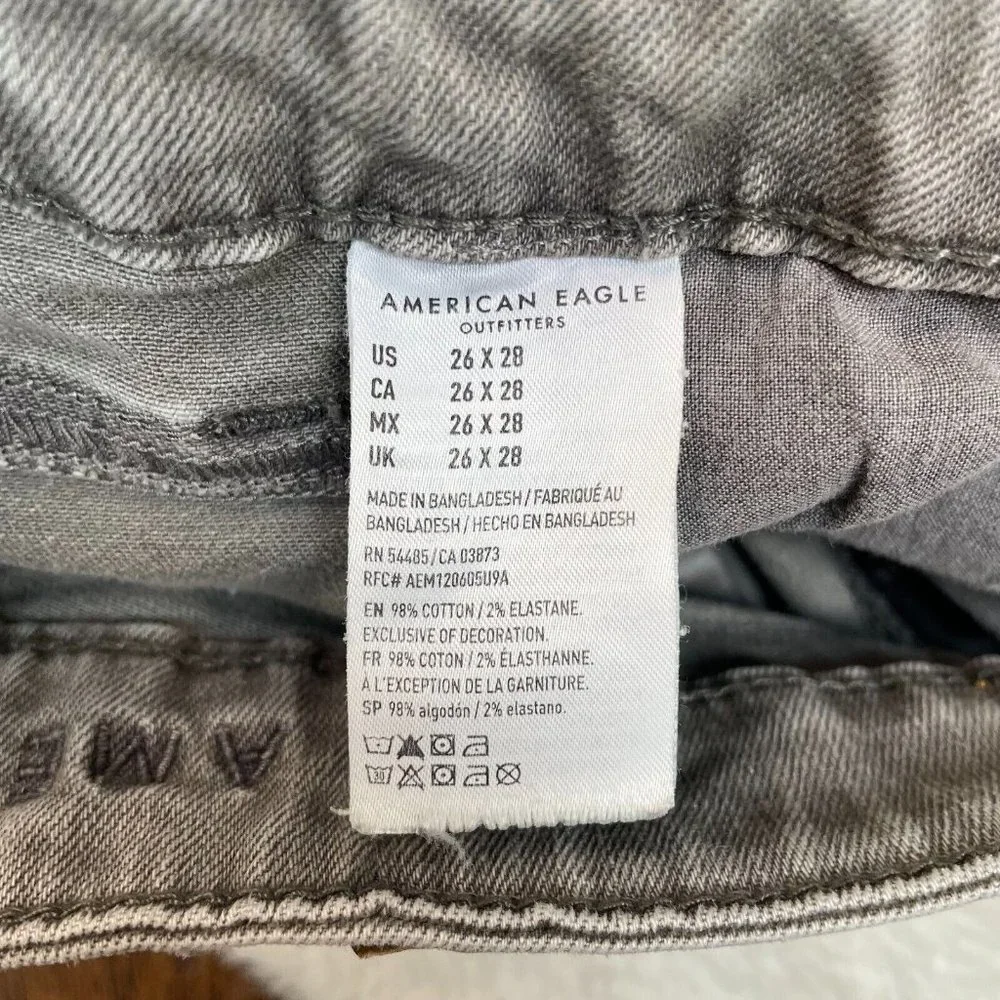 AMERICAN EAGLE
OUTFITTERS
US 26 X 28
CA 26 X 28
MX 26 X 28
UK 26 X 28
MADE IN BANGLADESH / FABRIQUÉ AU
BANGLADESH / HECHO EN BANGLADESH
RN 54485/CA 03873
RFC# AEM120605U9A
EN 98% COTTON / 2% ELASTANE.
EXCLUSIVE OF DECORATION.
FR 98% COTON / 2% ÉLASTHANNE.
A L'EXCEPTION DE LA GARNITURE.
SP 98% algodón / 2% elastano.
30
AME